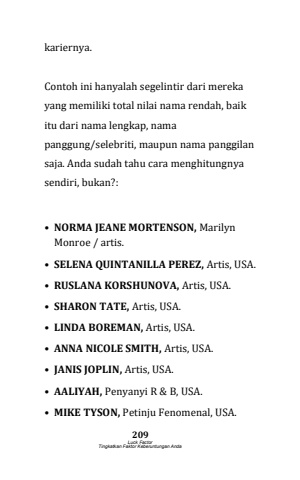 kariernya.
Contoh ini hanyalah segelintir dari mereka
yang memiliki total nilai nama rendah, baik
itu dari nama lengkap, nama
panggung/selebriti, maupun nama panggilan
saja. Anda sudah tahu cara menghitungnya
sendiri, bukan?:
• NORMA JEANE MORTENSON, Marilyn
Monroe / artis.
• SELENA QUINTANILLA PEREZ, Artis, USA.
• RUSLANA KORSHUNOVA, Artis, USA.
• SHARON TATE, Artis, USA.
• LINDA BOREMAN, Artis, USA.
• ANNA NICOLE SMITH, Artis, USA.
• JANIS JOPLIN, Artis, USA.
• AALIYAH, Penyanyi R & B, USA.
• MIKE TYSON, Petinju Fenomenal, USA.
209
Luck Factor
Tingkatkan Faktor Keberuntungan Anda